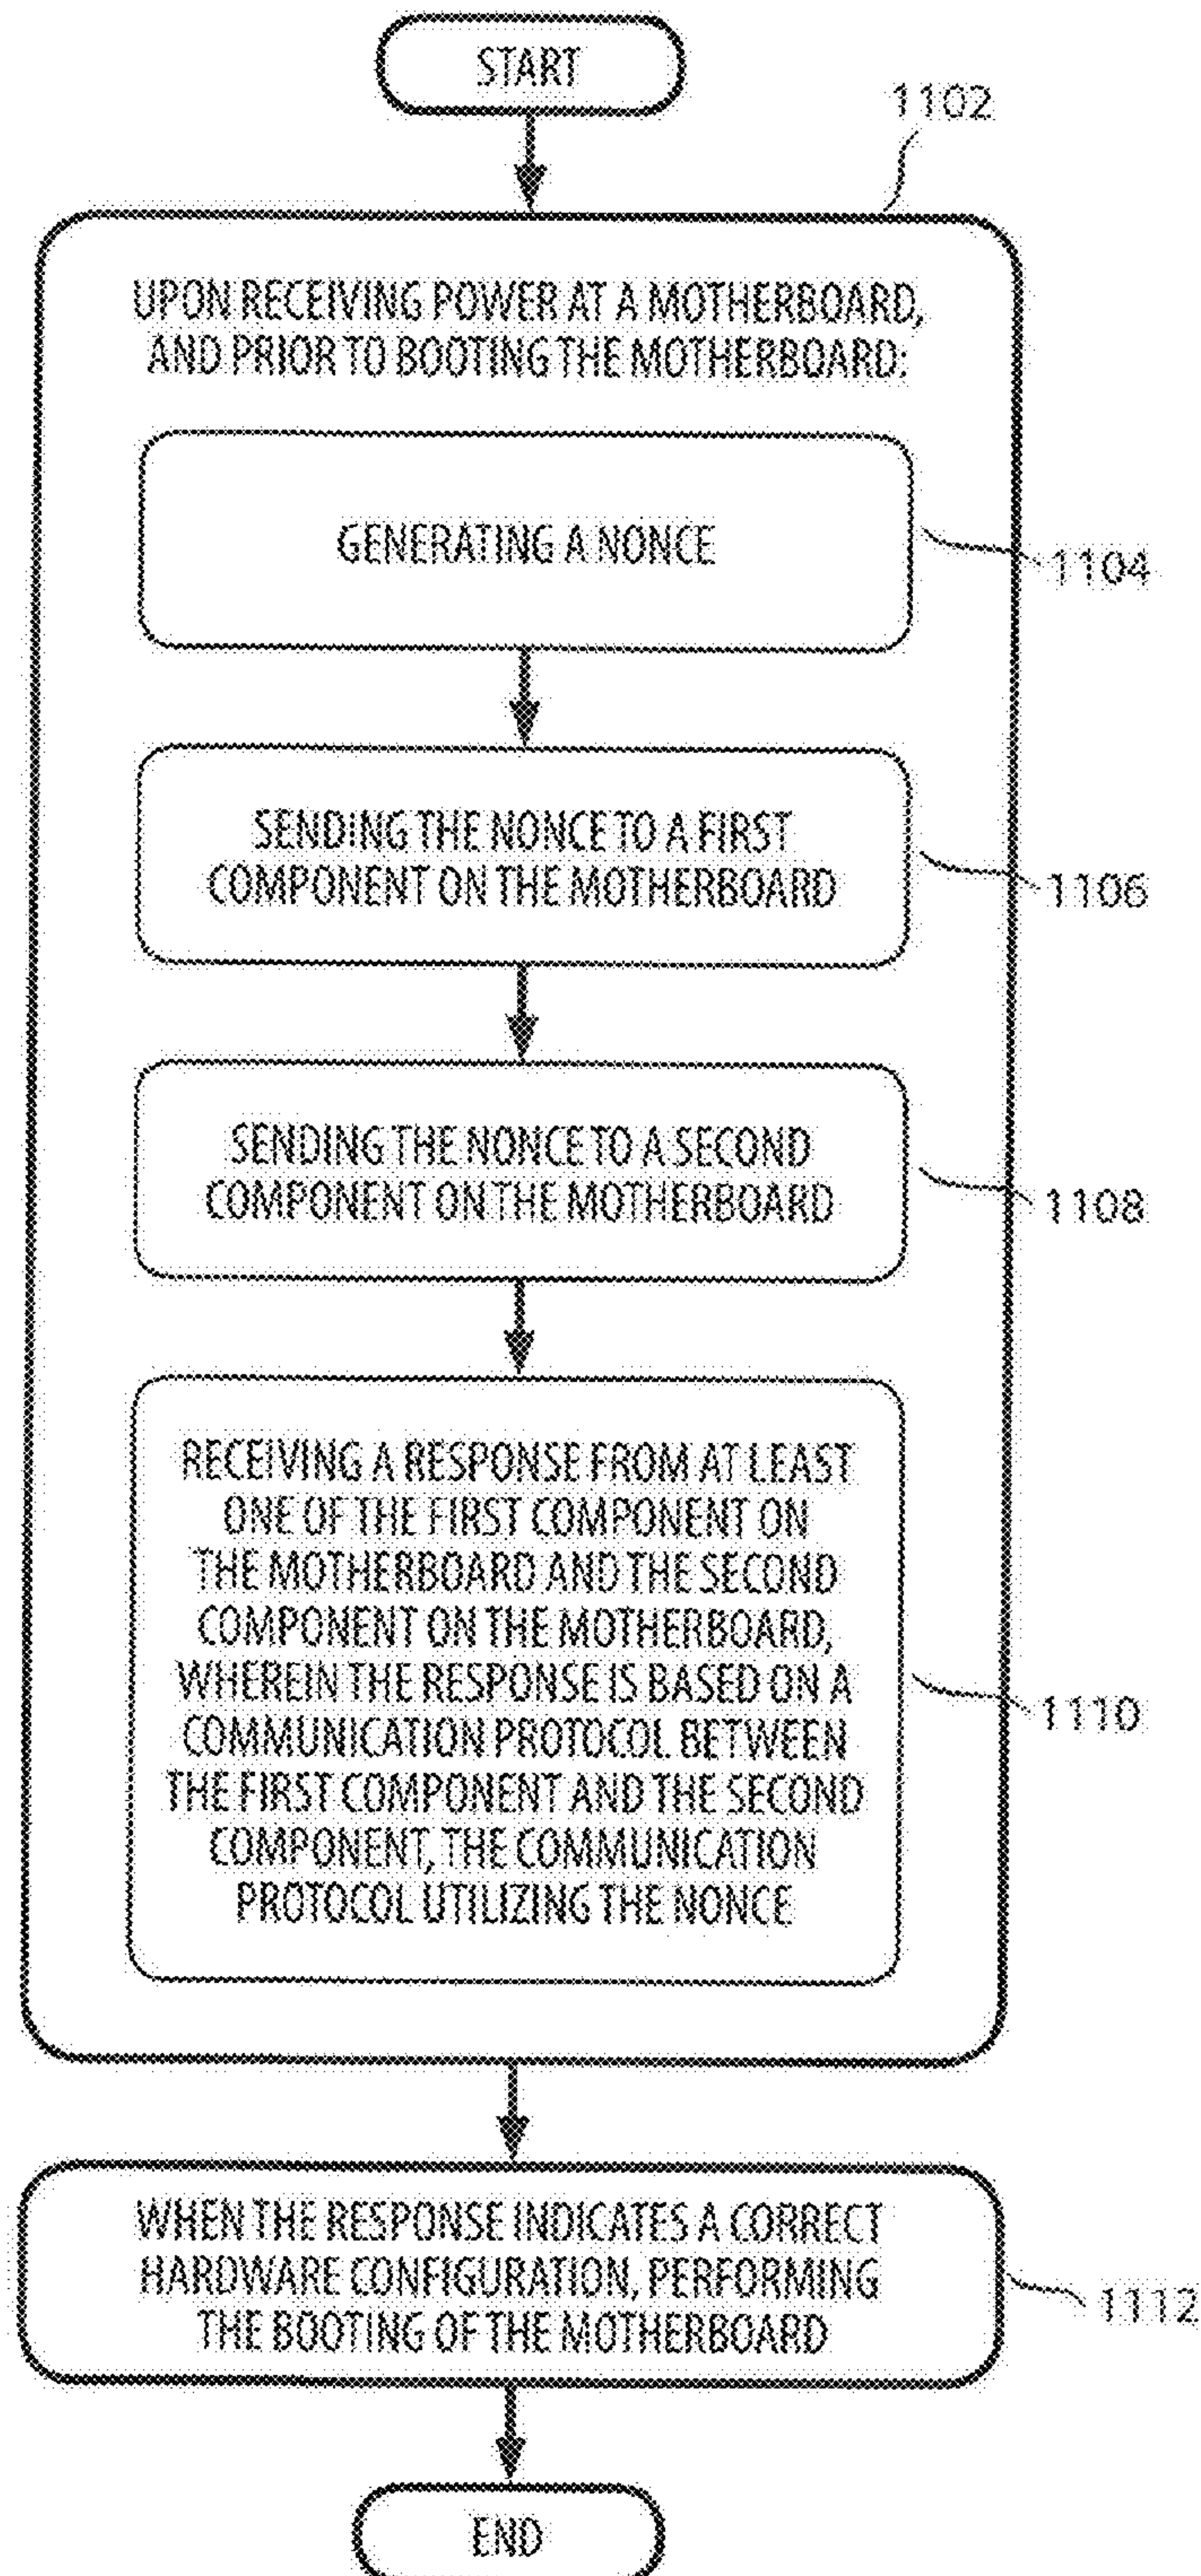 START
1102
UPON RECEIVING POWER AT A MOTHERBOARD,
AND PRIOR TO BOOTING THE MOTHERBOARD:
GENERATING A NONCE
1104
SENDING THE NONCE TO A FIRST
COMPONENT ON THE MOTHERBOARD
1106
SENDING THE NONCE TO A SECOND
COMPONENT ON THE MOTHERBOARD
1108
RECEIVING A RESPONSE FROM AT LEAST
ONE OF THE FIRST COMPONENT ON
THE MOTHERBOARD AND THE SECOND
COMPONENT ON THE MOTHERBOARD,
WHEREIN THE RESPONSE IS BASED ON A
COMMUNICATION PROTOCOL BETWEEN
THE FIRST COMPONENT AND THE SECOND
COMPONENT, THE COMMUNICATION
PROTOCOL UTILIZING THE NONCE
1110
WHEN THE RESPONSE INDICATES A CORRECT
HARDWARE CONFIGURATION, PERFORMING
THE BOOTING OF THE MOTHERBOARD
1112
END